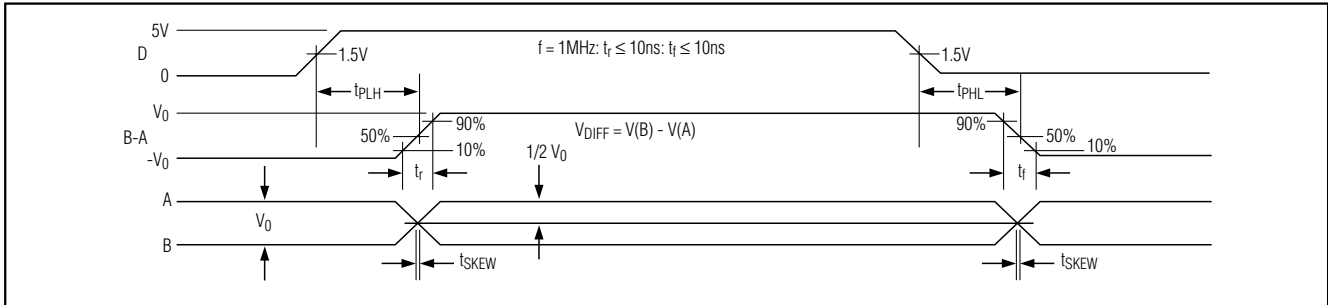 5V
D
0
1.5V
f = 1MHz: tr ≤ 10ns: tf ≤ 10ns
1.5V
tPLH
tPHL
V0
B-A
-V0
50%
90%
10%
VDIFF = V(B) - V(A)
90%
50%
10%
1/2 V0
tr
tf
A
V0
B
tSKEW
tSKEW